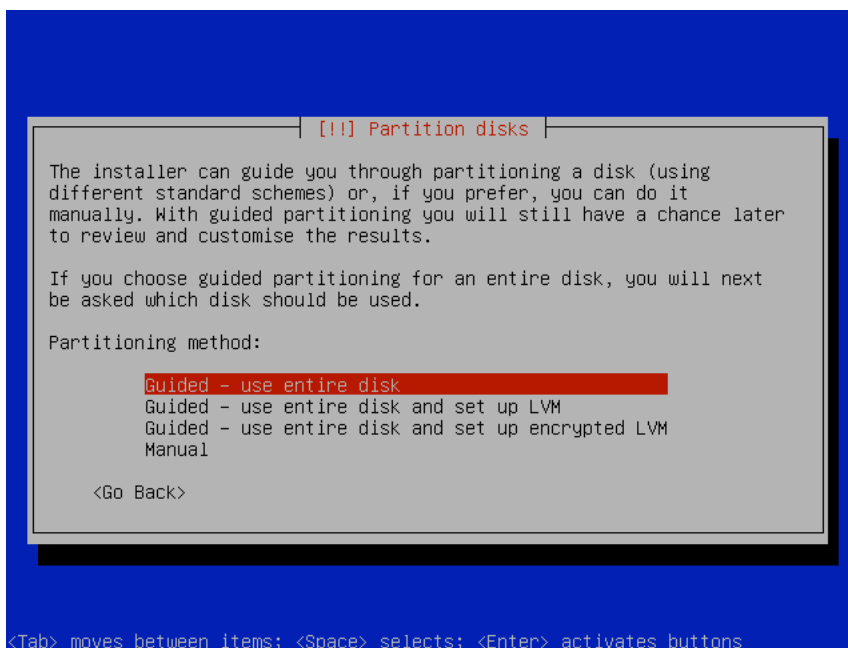 [!!] Partition disks
The installer can guide you through partitioning a disk (using
different standard schemes) or, if you prefer, you can do it
manually. With guided partitioning you will still have a chance later
to review and customise the results.
If you choose guided partitioning for an entire disk, you will next
be asked which disk should be used.
Partitioning method:
Guided - use entire disk
Guided - use entire disk and set up LVM
Guided - use entire disk and set up encrypted LVM
Manual
<Go Back>
<Tab> moves between items; <Space> selects; <Enter> activates buttons